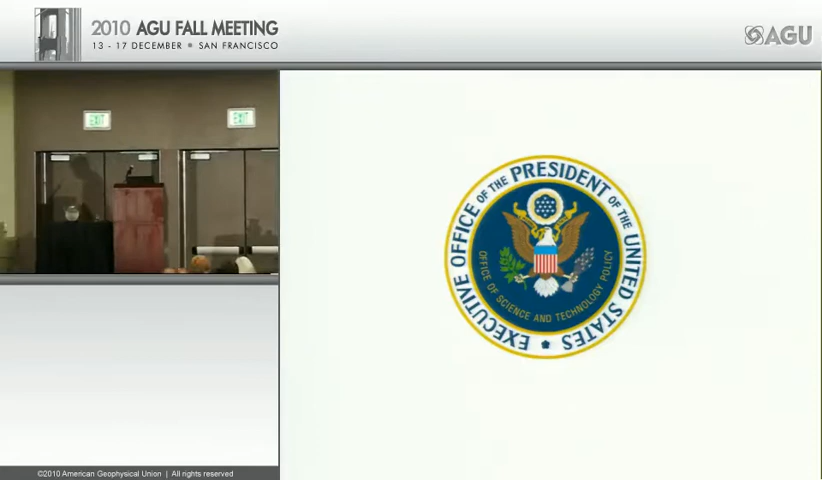 2010 AGU FALL MEETING
13 - 17 DECEMBER ▪ SAN FRANCISCO
AGU
EXIT
EXIT
EXECUTIVE OFFICE OF THE PRESIDENT OF THE UNITED STATES
OFFICE OF SCIENCE AND TECHNOLOGY POLICY
©2010 American Geophysical Union | All rights reserved